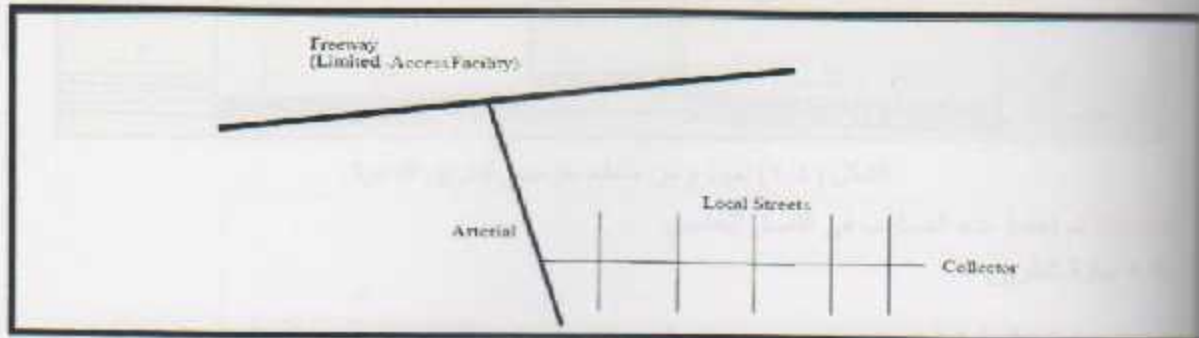 Freeway
(Limited Access Facility)
Local Streets
Arterial
Collector